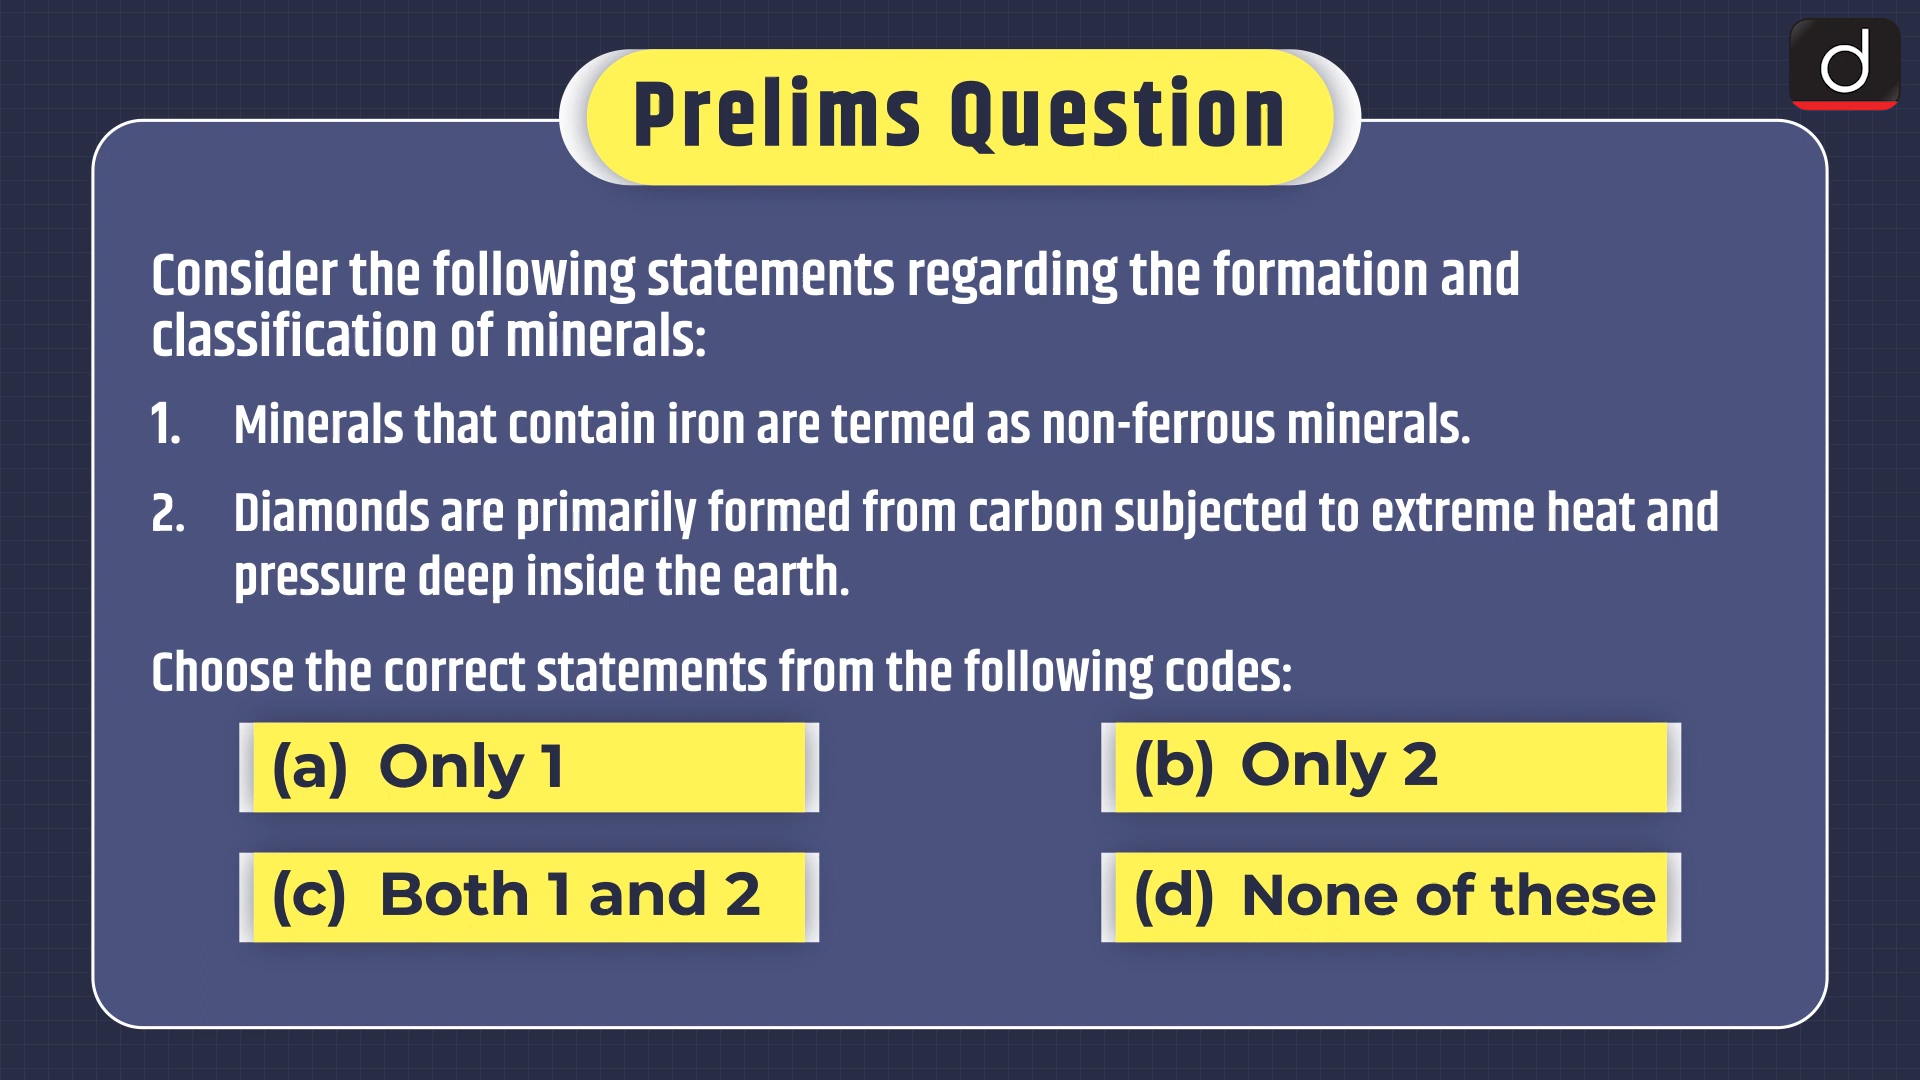 d
Prelims Question
Consider the following statements regarding the formation and
classification of minerals:
1. Minerals that contain iron are termed as non-ferrous minerals.
2. Diamonds are primarily formed from carbon subjected to extreme heat and
pressure deep inside the earth.
Choose the correct statements from the following codes:
(a) Only 1
(b) Only 2
(c) Both 1 and 2
(d) None of these